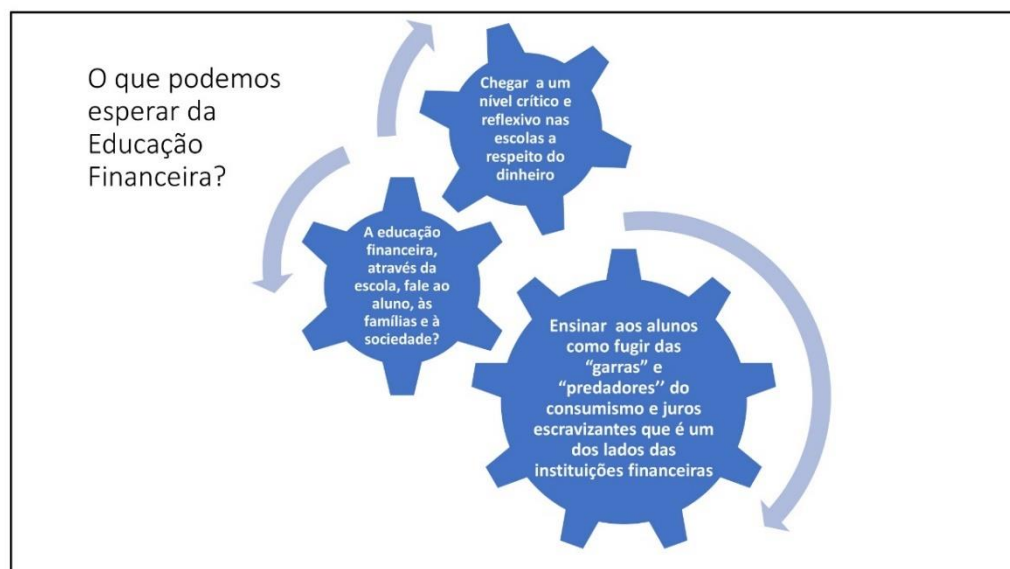 O que podemos
esperar da
Educação
Financeira?
Chegar a um
nível crítico e
reflexivo nas
escolas a
respeito do
dinheiro
A educação
financeira,
através da
escola, fale ao
aluno, às
famílias e à
sociedade?
Ensinar aos alunos
como fugir das
“garras” e
“predadores’’ do
consumismo e juros
escravizantes que é um
dos lados das
instituições financeiras